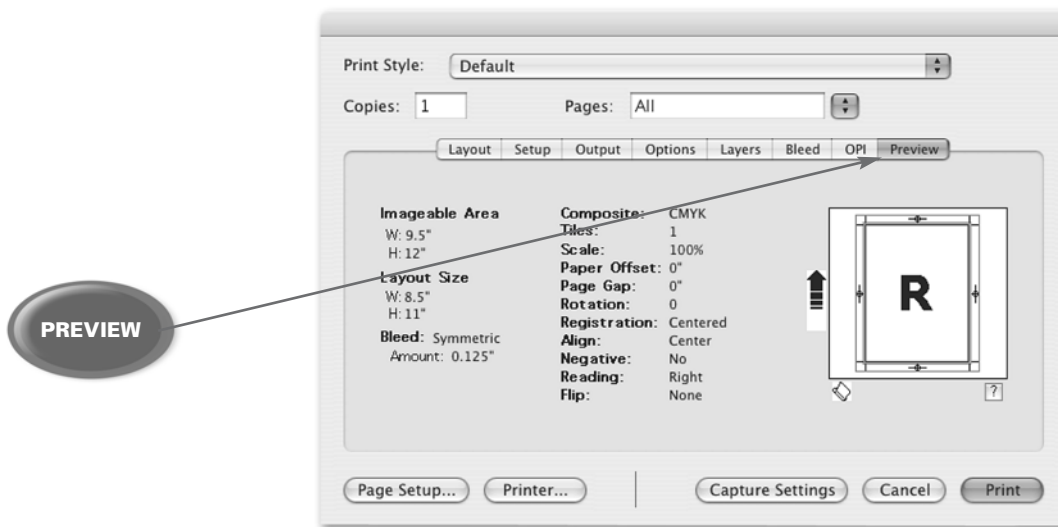 Print Style: Default
Copies: 1 Pages: All
Layout Setup Output Options Layers Bleed OPI Preview
Imageable Area
W: 9.5"
H: 12"
Layout Size
W: 8.5"
H: 11"
Bleed: Symmetric
Amount: 0.125"
Composite: CMYK
Tiles: 1
Scale: 100%
Paper Offset: 0"
Page Gap: 0"
Rotation: 0
Registration: Centered
Align: Center
Negative: No
Reading: Right
Flip: None
R
?
PREVIEW
Page Setup... Printer... Capture Settings Cancel Print